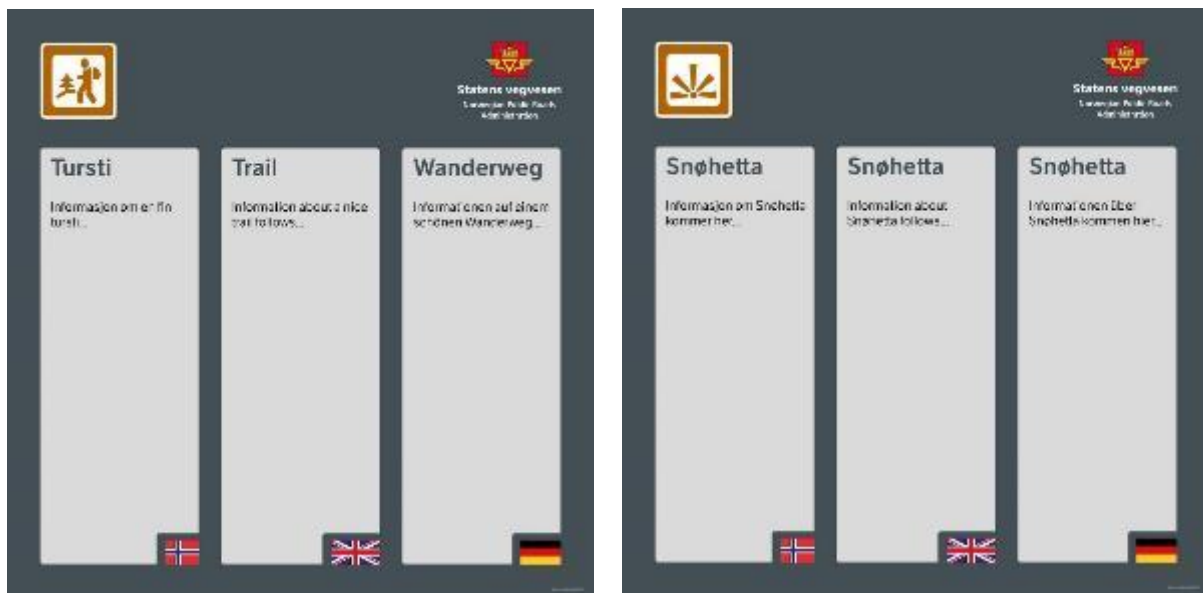 Statens vegvesen
Norwegian Public Roads
Administration
Tursti
Informasjon om en fin
tursti...
Trail
Information about a nice
trail follows...
Wanderweg
Informationen auf einem
schönen Wanderweg...
Statens vegvesen
Norwegian Public Roads
Administration
Snøhetta
Informasjon om Snøhetta
kommer her...
Snøhetta
Information about
Snøhetta follows...
Snøhetta
Informationen über
Snøhetta kommen hier...